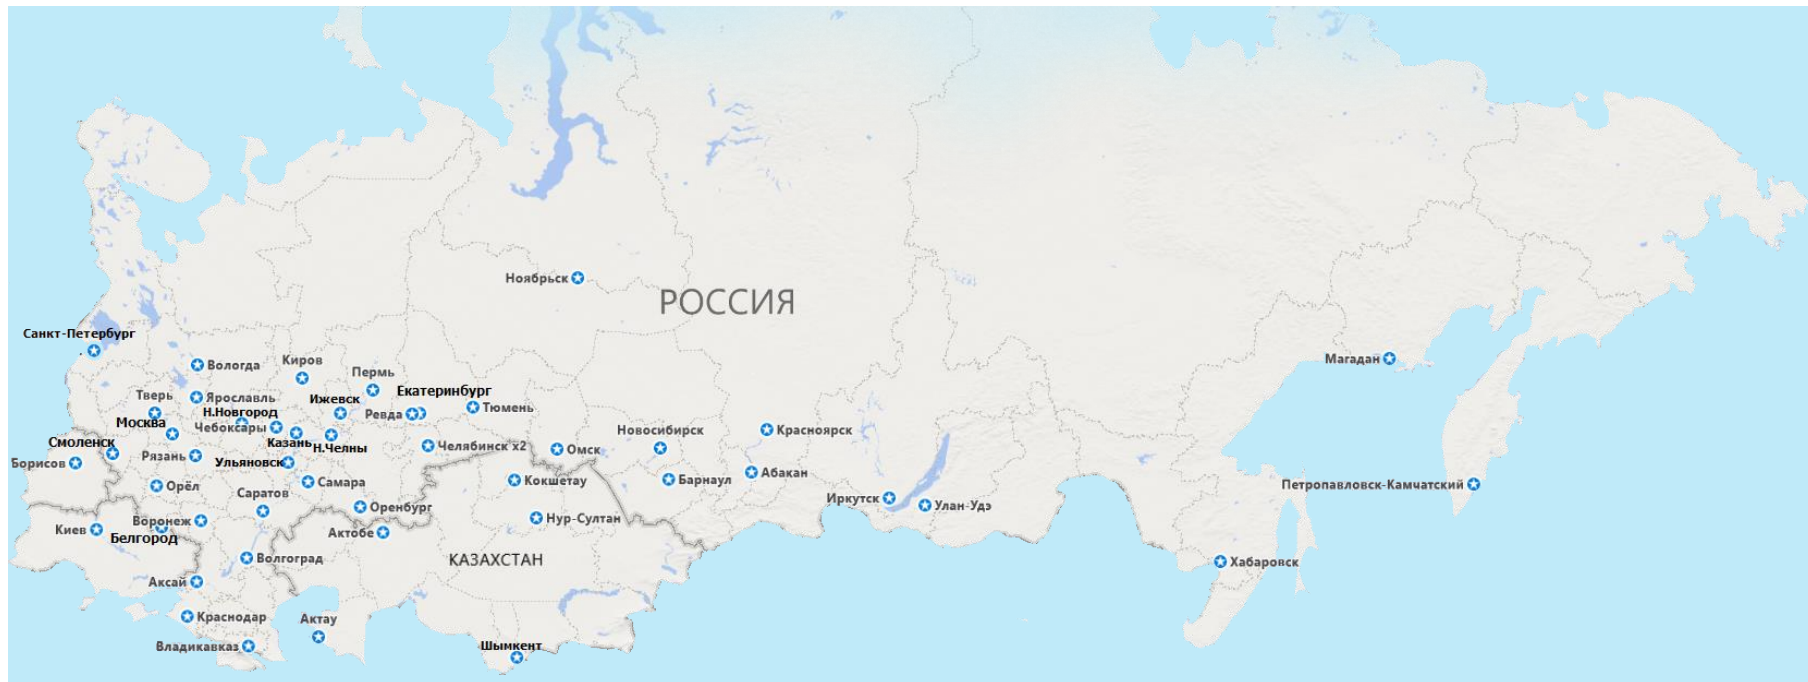 Ноябрьск
РОССИЯ
Санкт-Петербург
Вологда
Киров
Магадан
Пермь
Екатеринбург
Тверь
Ярославль
Ижевск
Ревда
Тюмень
Н.Новгород
Москва
Чебоксары
Казань
Н.Челны
Новосибирск
Красноярск
Смоленск
Челябинск x2
Омск
Рязань
Борисов
Ульяновск
Абакан
Самара
Кокшетау
Барнаул
Орёл
Саратов
Иркутск
Петропавловск-Камчатский
Оренбург
Улан-Удэ
Воронеж
Нур-Султан
Киев
Белгород
Актобе
Волгоград
КАЗАХСТАН
Хабаровск
Аксай
Краснодар
Актау
Владикавказ
Шымкент